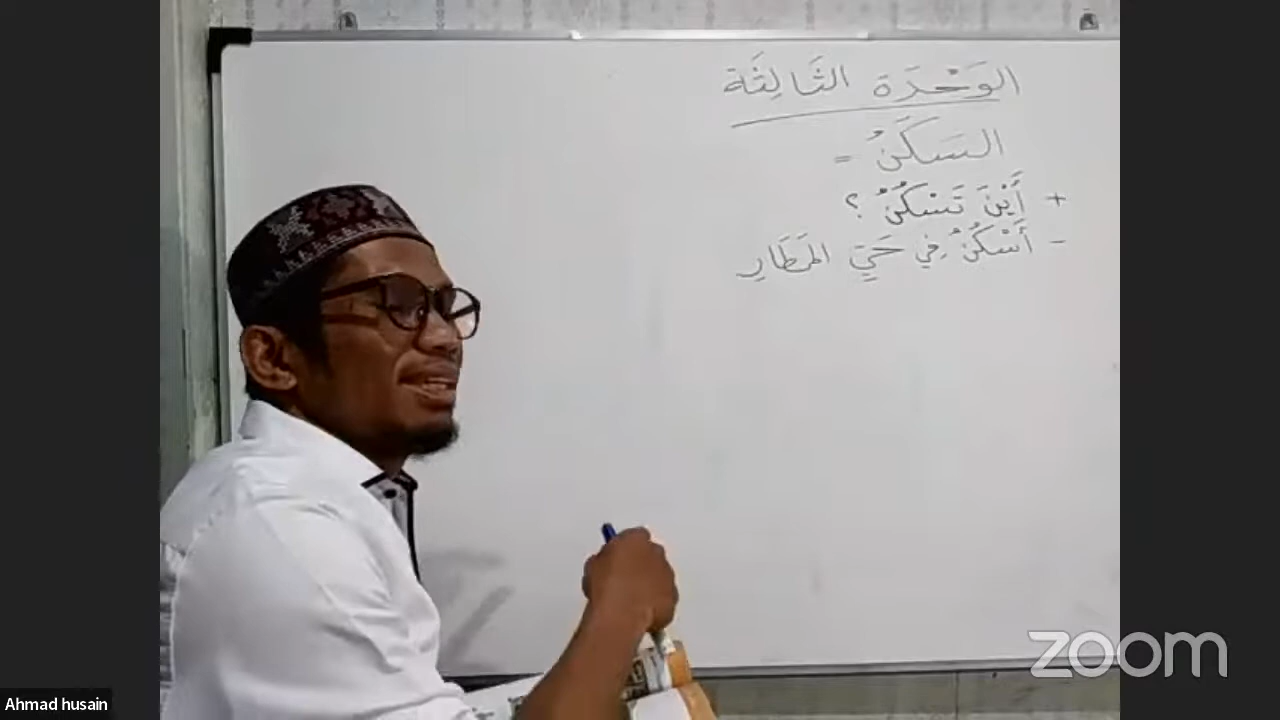 الوَحْدَة الثَالِثَة
السَكَنُ =
+ أَيْنَ تَسْكُنُ ؟
- أَسْكُنُ فِي حَيِّ المَطَارِ
zoom
Ahmad husain